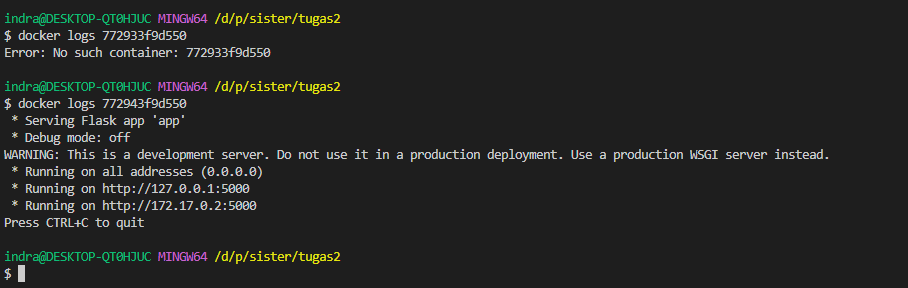 indra@DESKTOP-QT0HJUC MINGW64 /d/p/sister/tugas2
$ docker logs 772933f9d550
Error: No such container: 772933f9d550
indra@DESKTOP-QT0HJUC MINGW64 /d/p/sister/tugas2
$ docker logs 772943f9d550
* Serving Flask app 'app'
* Debug mode: off
WARNING: This is a development server. Do not use it in a production deployment. Use a production WSGI server instead.
* Running on all addresses (0.0.0.0)
* Running on http://127.0.0.1:5000
* Running on http://172.17.0.2:5000
Press CTRL+C to quit
indra@DESKTOP-QT0HJUC MINGW64 /d/p/sister/tugas2
$